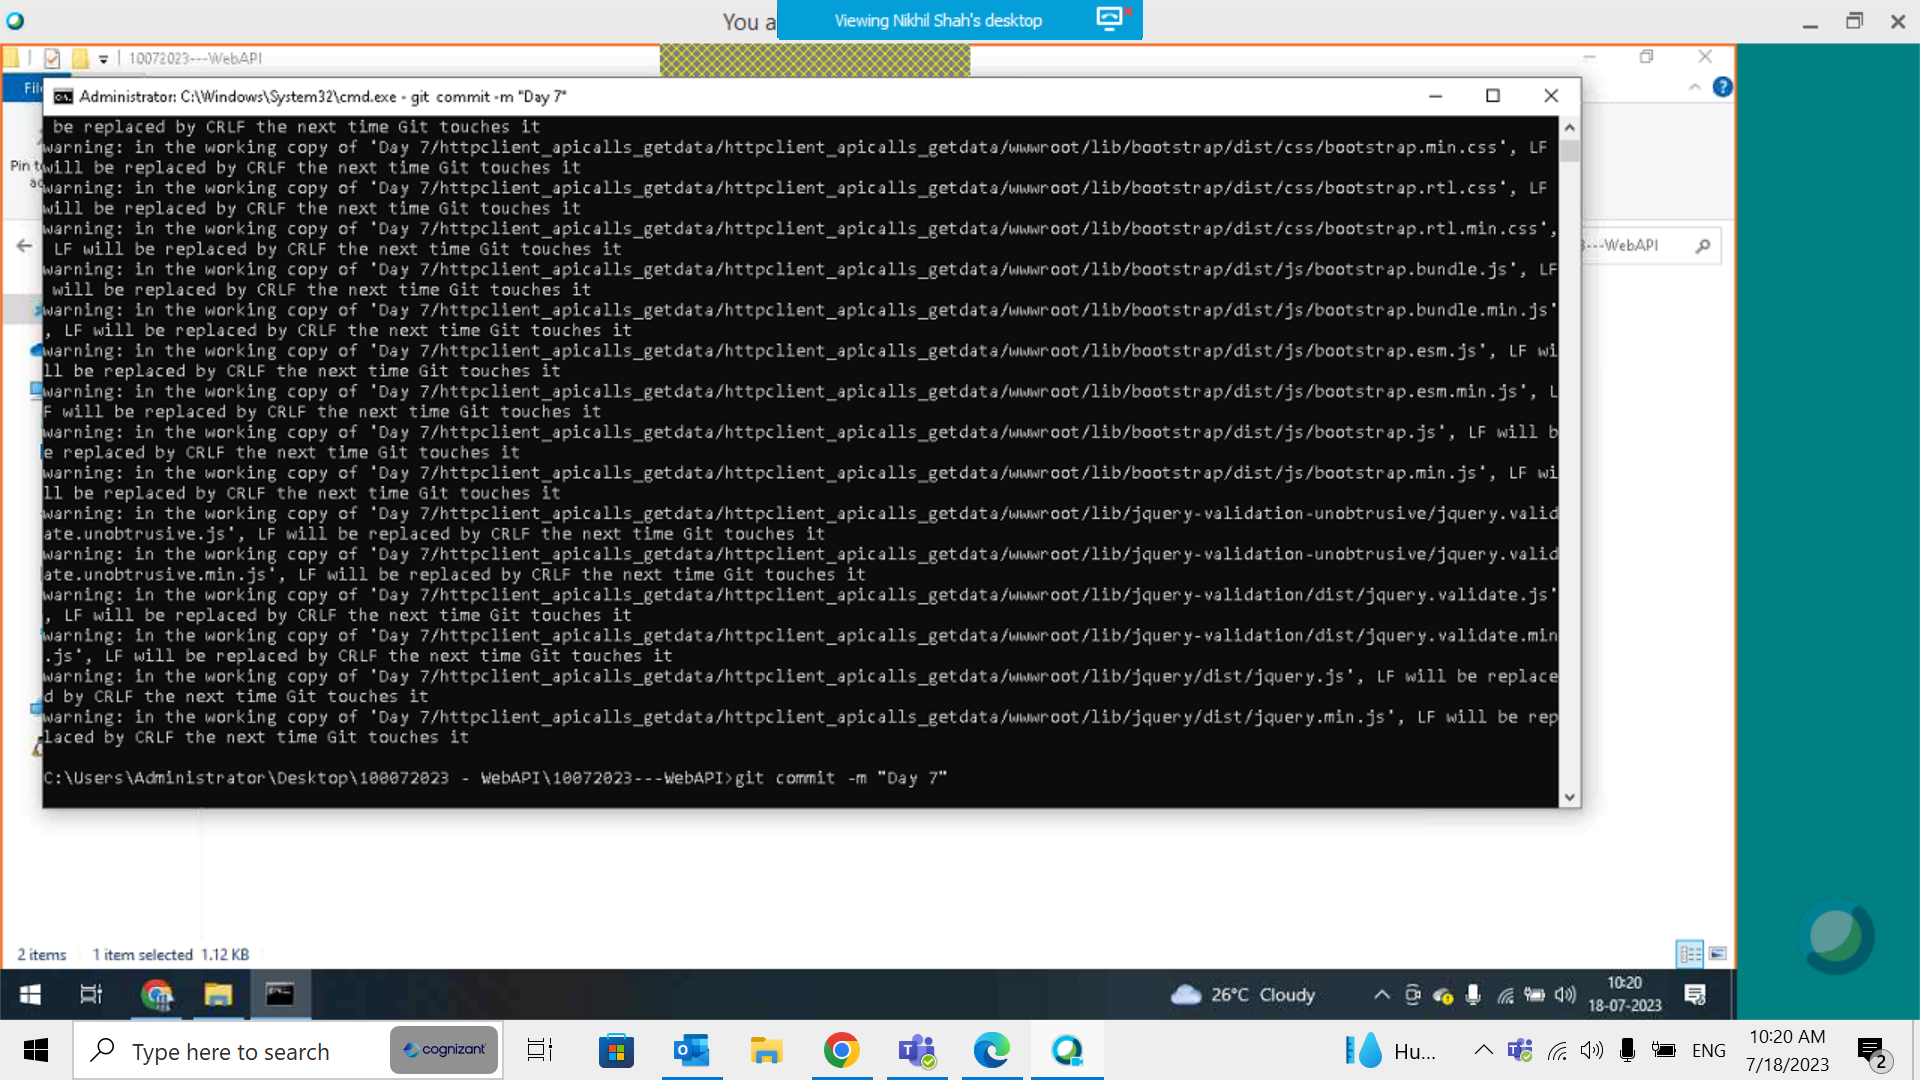 You a
Viewing Nikhil Shah's desktop
10072023---WebAPI
Fil
Administrator: C:\Windows\System32\cmd.exe - git commit -m "Day 7"
be replaced by CRLF the next time Git touches it
warning: in the working copy of 'Day 7/httpclient_apicalls_getdata/httpclient_apicalls_getdata/wwwroot/lib/bootstrap/dist/css/bootstrap.min.css', LF
will be replaced by CRLF the next time Git touches it
warning: in the working copy of 'Day 7/httpclient_apicalls_getdata/httpclient_apicalls_getdata/wwwroot/lib/bootstrap/dist/css/bootstrap.rtl.css', LF
will be replaced by CRLF the next time Git touches it
warning: in the working copy of 'Day 7/httpclient_apicalls_getdata/httpclient_apicalls_getdata/wwwroot/lib/bootstrap/dist/css/bootstrap.rtl.min.css',
LF will be replaced by CRLF the next time Git touches it
warning: in the working copy of 'Day 7/httpclient_apicalls_getdata/httpclient_apicalls_getdata/wwwroot/lib/bootstrap/dist/js/bootstrap.bundle.js', LF
will be replaced by CRLF the next time Git touches it
warning: in the working copy of 'Day 7/httpclient_apicalls_getdata/httpclient_apicalls_getdata/wwwroot/lib/bootstrap/dist/js/bootstrap.bundle.min.js'
, LF will be replaced by CRLF the next time Git touches it
warning: in the working copy of 'Day 7/httpclient_apicalls_getdata/httpclient_apicalls_getdata/wwwroot/lib/bootstrap/dist/js/bootstrap.esm.js', LF wi
ll be replaced by CRLF the next time Git touches it
warning: in the working copy of 'Day 7/httpclient_apicalls_getdata/httpclient_apicalls_getdata/wwwroot/lib/bootstrap/dist/js/bootstrap.esm.min.js', L
F will be replaced by CRLF the next time Git touches it
warning: in the working copy of 'Day 7/httpclient_apicalls_getdata/httpclient_apicalls_getdata/wwwroot/lib/bootstrap/dist/js/bootstrap.js', LF will b
e replaced by CRLF the next time Git touches it
warning: in the working copy of 'Day 7/httpclient_apicalls_getdata/httpclient_apicalls_getdata/wwwroot/lib/bootstrap/dist/js/bootstrap.min.js', LF wi
ll be replaced by CRLF the next time Git touches it
warning: in the working copy of 'Day 7/httpclient_apicalls_getdata/httpclient_apicalls_getdata/wwwroot/lib/jquery-validation-unobtrusive/jquery.valid
ate.unobtrusive.js', LF will be replaced by CRLF the next time Git touches it
warning: in the working copy of 'Day 7/httpclient_apicalls_getdata/httpclient_apicalls_getdata/wwwroot/lib/jquery-validation-unobtrusive/jquery.valid
ate.unobtrusive.min.js', LF will be replaced by CRLF the next time Git touches it
warning: in the working copy of 'Day 7/httpclient_apicalls_getdata/httpclient_apicalls_getdata/wwwroot/lib/jquery-validation/dist/jquery.validate.js'
, LF will be replaced by CRLF the next time Git touches it
warning: in the working copy of 'Day 7/httpclient_apicalls_getdata/httpclient_apicalls_getdata/wwwroot/lib/jquery-validation/dist/jquery.validate.min
.js', LF will be replaced by CRLF the next time Git touches it
warning: in the working copy of 'Day 7/httpclient_apicalls_getdata/httpclient_apicalls_getdata/wwwroot/lib/jquery/dist/jquery.js', LF will be replace
d by CRLF the next time Git touches it
warning: in the working copy of 'Day 7/httpclient_apicalls_getdata/httpclient_apicalls_getdata/wwwroot/lib/jquery/dist/jquery.min.js', LF will be rep
laced by CRLF the next time Git touches it
C:\Users\Administrator\Desktop\100072023 - WebAPI\10072023---WebAPI>git commit -m "Day 7"
Pin to
ac
3---WebAPI
2 items 1 item selected 1.12 KB
26°C Cloudy
10:20
18-07-2023
Type here to search
cognizant
Hu...
ENG
10:20 AM
7/18/2023
2